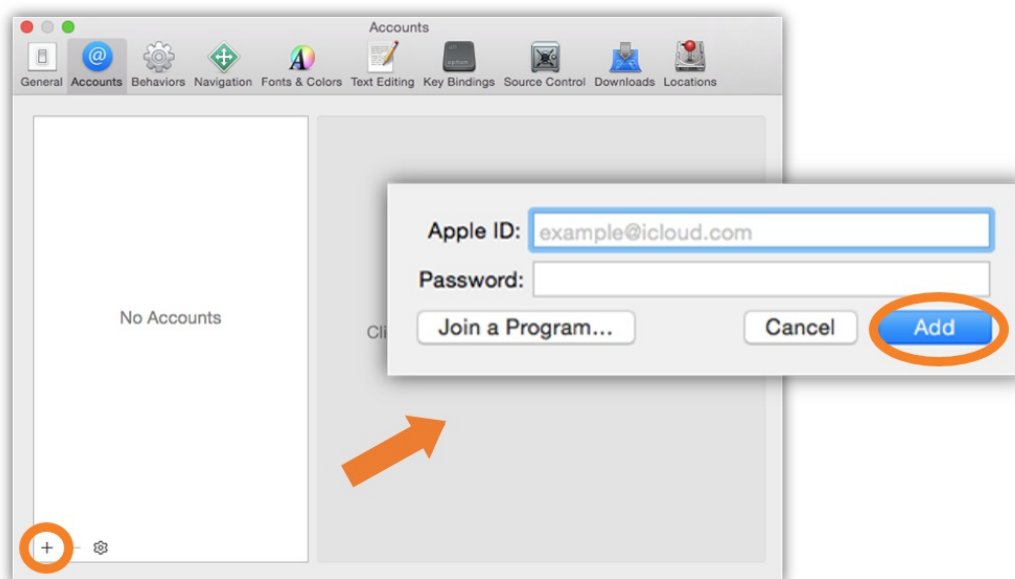 Accounts
General Accounts Behaviors Navigation Fonts & Colors Text Editing Key Bindings Source Control Downloads Locations
Apple ID: example@icloud.com
Password:
No Accounts
Join a Program... Cancel Add